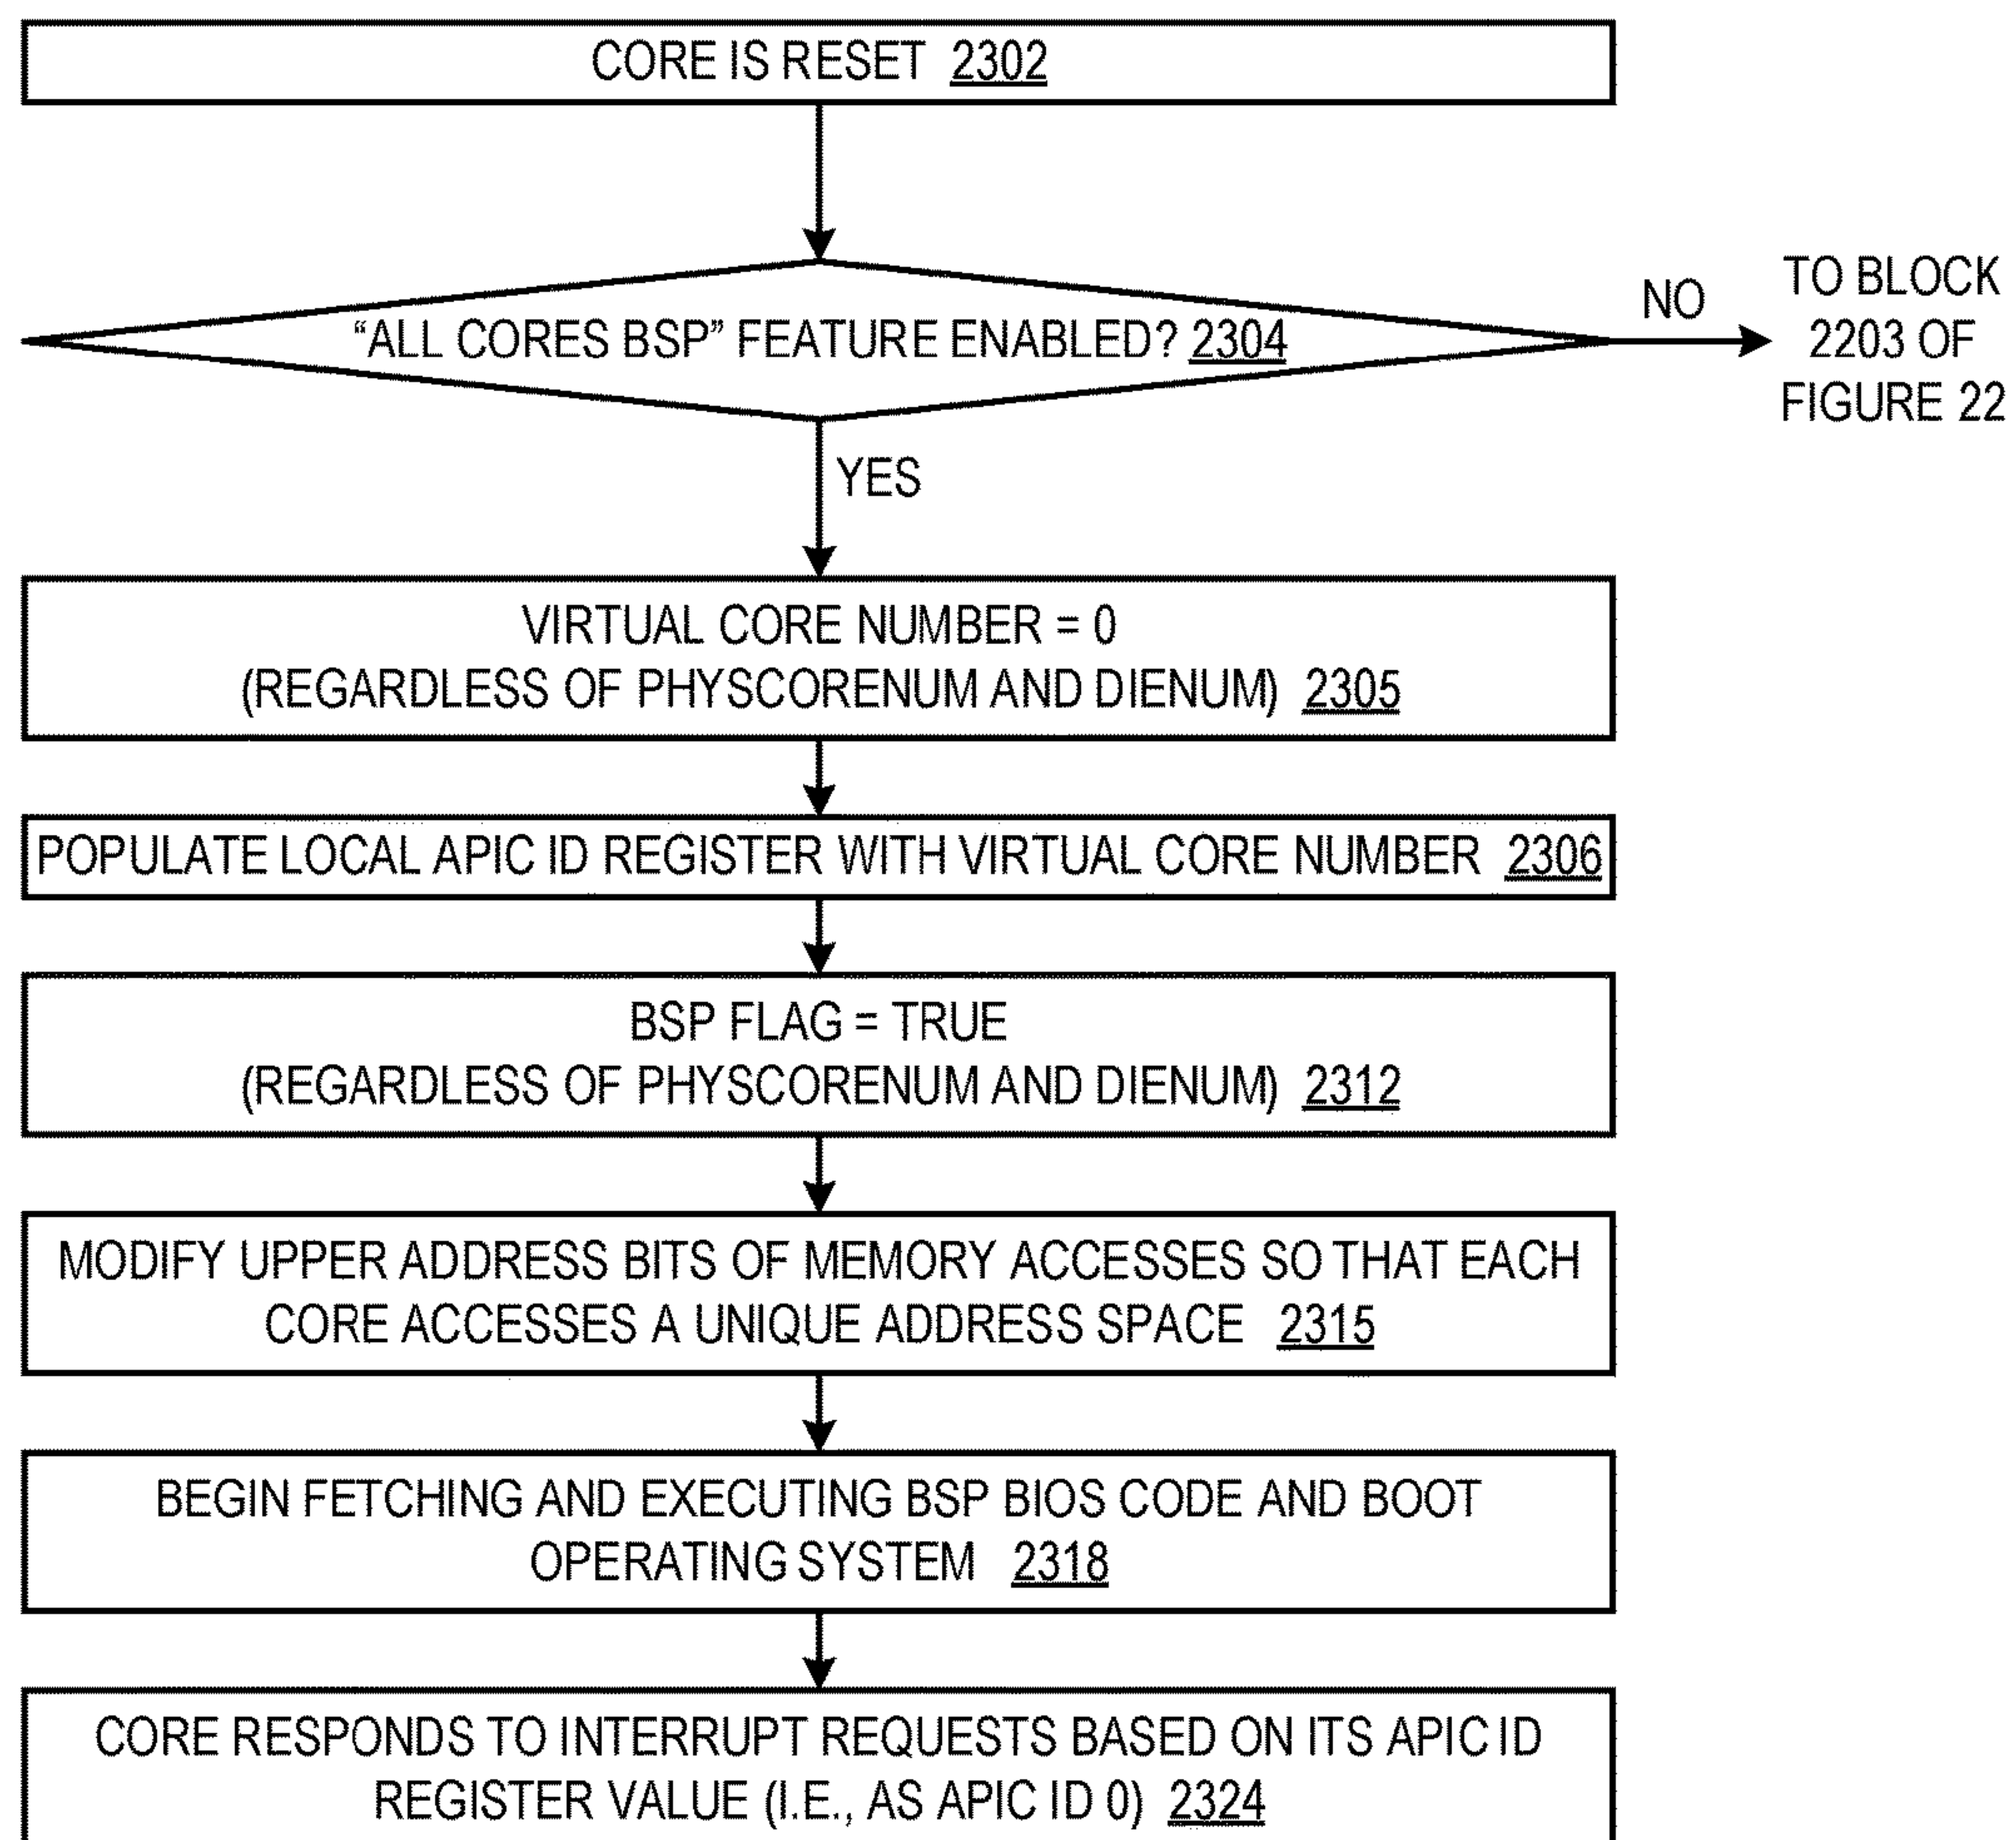 CORE IS RESET 2302
"ALL CORES BSP" FEATURE ENABLED? 2304
NO
TO BLOCK
2203 OF
FIGURE 22
YES
VIRTUAL CORE NUMBER = 0
(REGARDLESS OF PHYSCORENUM AND DIENUM) 2305
POPULATE LOCAL APIC ID REGISTER WITH VIRTUAL CORE NUMBER 2306
BSP FLAG = TRUE
(REGARDLESS OF PHYSCORENUM AND DIENUM) 2312
MODIFY UPPER ADDRESS BITS OF MEMORY ACCESSES SO THAT EACH
CORE ACCESSES A UNIQUE ADDRESS SPACE 2315
BEGIN FETCHING AND EXECUTING BSP BIOS CODE AND BOOT
OPERATING SYSTEM 2318
CORE RESPONDS TO INTERRUPT REQUESTS BASED ON ITS APIC ID
REGISTER VALUE (I.E., AS APIC ID 0) 2324